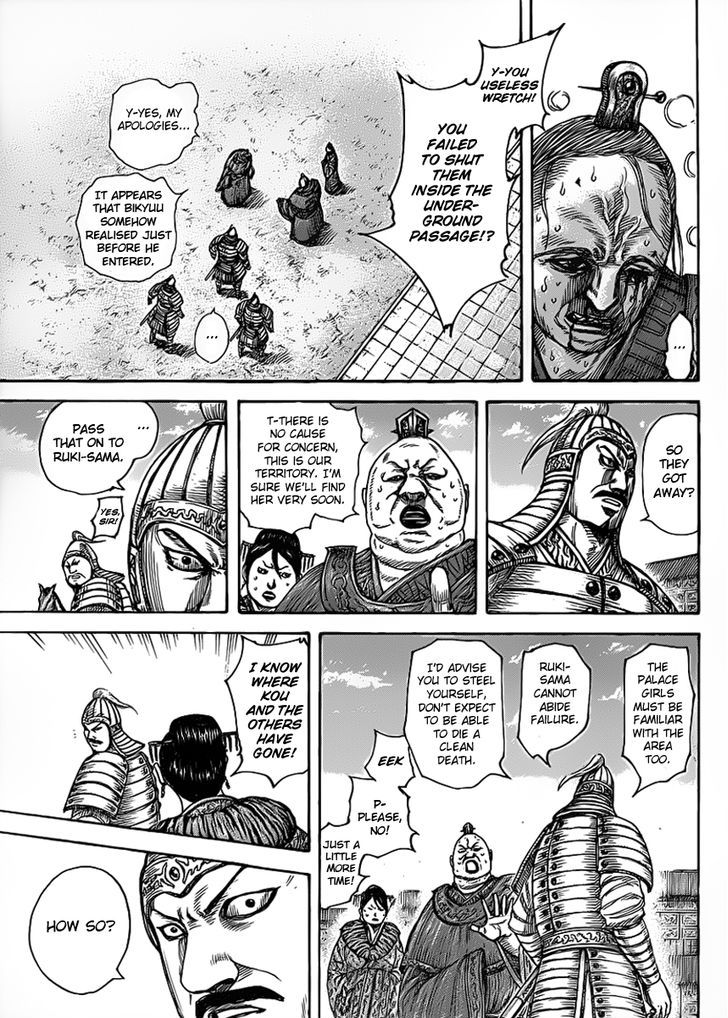 Y-YOU
USELESS
WRETCH!
YOU
FAILED
TO SHUT
THEM
INSIDE THE
UNDER-
GROUND
PASSAGE!?
...
Y-YES, MY
APOLOGIES...
IT APPEARS
THAT BIKYUU
SOMEHOW
REALISED JUST
BEFORE HE
ENTERED.
...
SO
THEY
GOT
AWAY?
T-THERE IS
NO CAUSE
FOR CONCERN,
THIS IS OUR
TERRITORY. I'M
SURE WE'LL FIND
HER VERY SOON.
...
PASS
THAT ON TO
RUKI-SAMA.
YES,
SIR!
THE
PALACE
GIRLS
MUST BE
FAMILIAR
WITH THE
AREA
TOO.
RUKI-
SAMA
CANNOT
ABIDE
FAILURE.
I'D ADVISE
YOU TO STEEL
YOURSELF,
DON'T EXPECT
TO BE ABLE
TO DIE A
CLEAN
DEATH.
EEK
P-
PLEASE,
NO!
JUST A
LITTLE
MORE
TIME!
I KNOW
WHERE
KOU
AND THE
OTHERS
HAVE
GONE!
HOW SO?